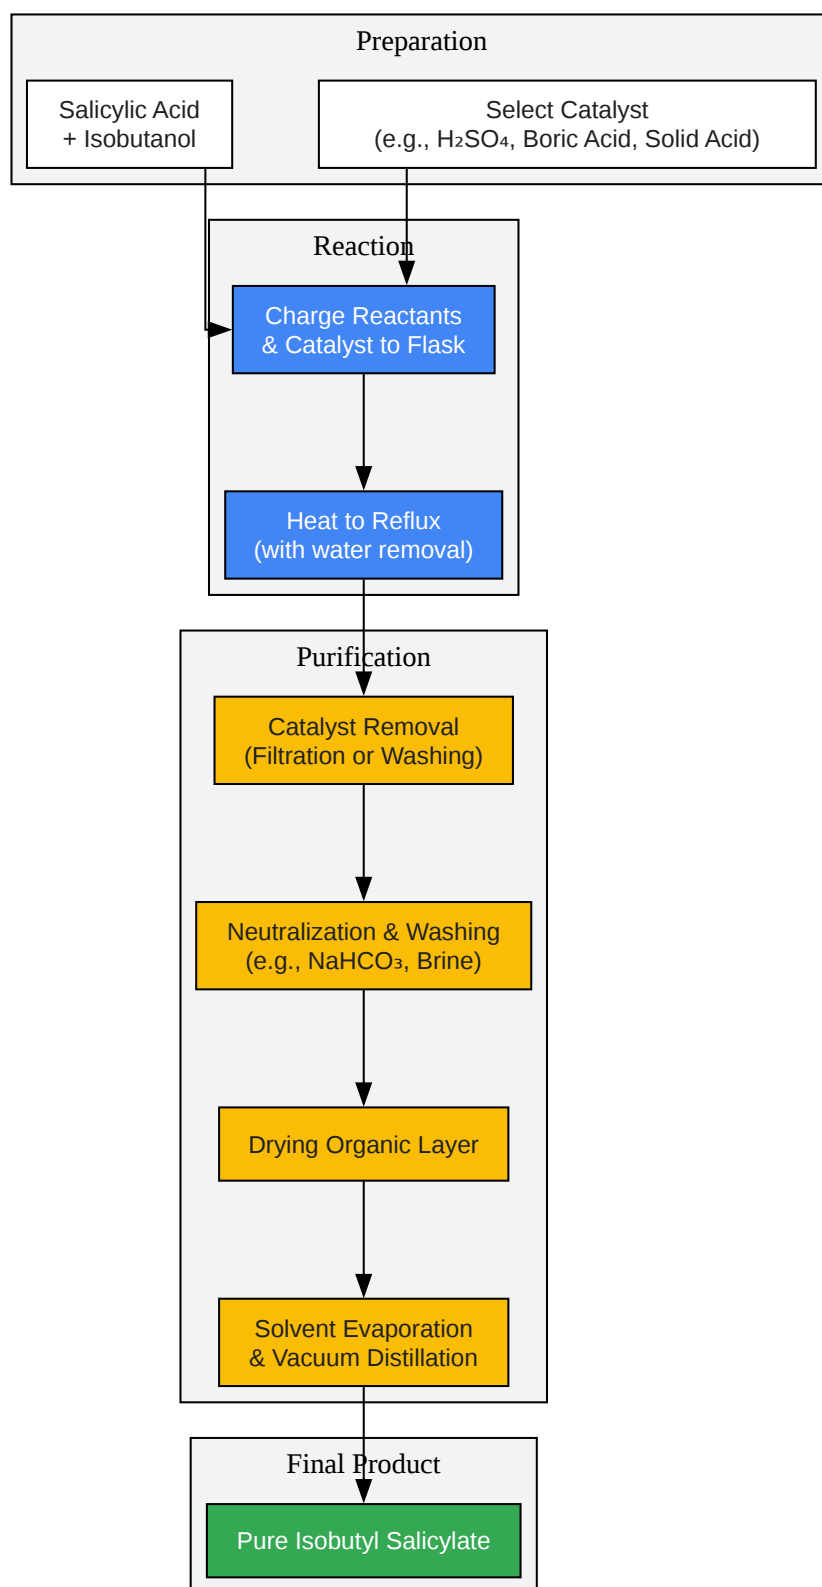 Preparation
Salicylic Acid
+ Isobutanol
Select Catalyst
(e.g., H₂SO₄, Boric Acid, Solid Acid)
Reaction
Charge Reactants
& Catalyst to Flask
Heat to Reflux
(with water removal)
Purification
Catalyst Removal
(Filtration or Washing)
Neutralization & Washing
(e.g., NaHCO₃, Brine)
Drying Organic Layer
Solvent Evaporation
& Vacuum Distillation
Final Product
Pure Isobutyl Salicylate